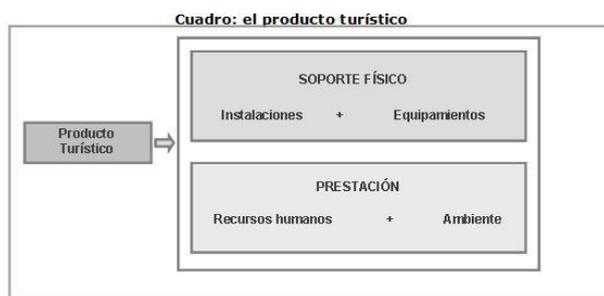 Cuadro: el producto turístico
SOPORTE FÍSICO
Instalaciones + Equipamientos
Producto
Turístico
PRESTACIÓN
Recursos humanos + Ambiente